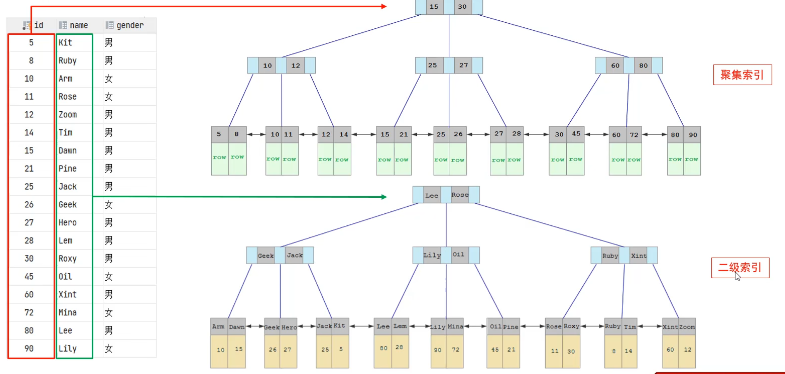 id name gender
5 Kit 男
8 Ruby 男
10 Arm 女
11 Rose 女
12 Zoom 男
14 Tim 男
15 Dawn 男
21 Pine 男
25 Jack 男
26 Geek 女
27 Hero 男
28 Lem 男
30 Roxy 男
45 Oil 女
60 Xint 男
72 Mina 女
80 Lee 男
90 Lily 女
15 30
10 12 25 27 60 80
聚集索引
5 8 10 11 12 14 15 21 25 26 27 28 30 45 60 72 80 90
row row row row row row row row row row row row row row row row row row
Lee Rose
Geek Jack Lily Oil Ruby Xint
二级索引
Arm Dawn Geek Hero Jack Kit Lee Lem Lily Mina Oil Pine Rose Roxy Ruby Tim Xint Zoom
10 15 26 27 25 5 80 28 90 72 45 21 11 30 8 14 60 12